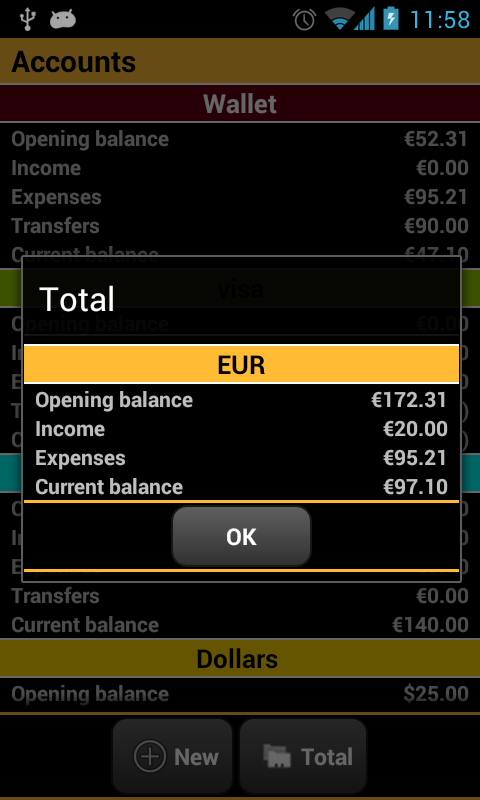 11:58
Accounts
Wallet
Opening balance €52.31
Income €0.00
Expenses €95.21
Transfers €90.00
Current balance €47.10
visa
Opening balance €0.00
Total
EUR
Opening balance €172.31
Income €20.00
Expenses €95.21
Current balance €97.10
OK
Transfers €0.00
Current balance €140.00
Dollars
Opening balance $25.00
New Total